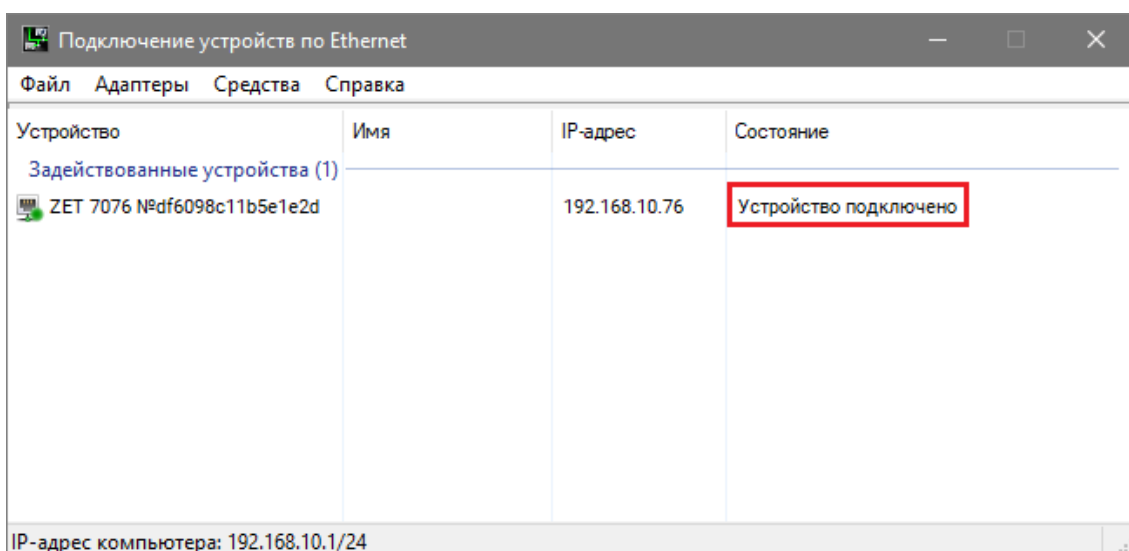 Подключение устройств по Ethernet
Файл Адаптеры Средства Справка
Устройство Имя IP-адрес Состояние
Задействованные устройства (1)
ZET 7076 №df6098c11b5e1e2d 192.168.10.76 Устройство подключено
IP-адрес компьютера: 192.168.10.1/24